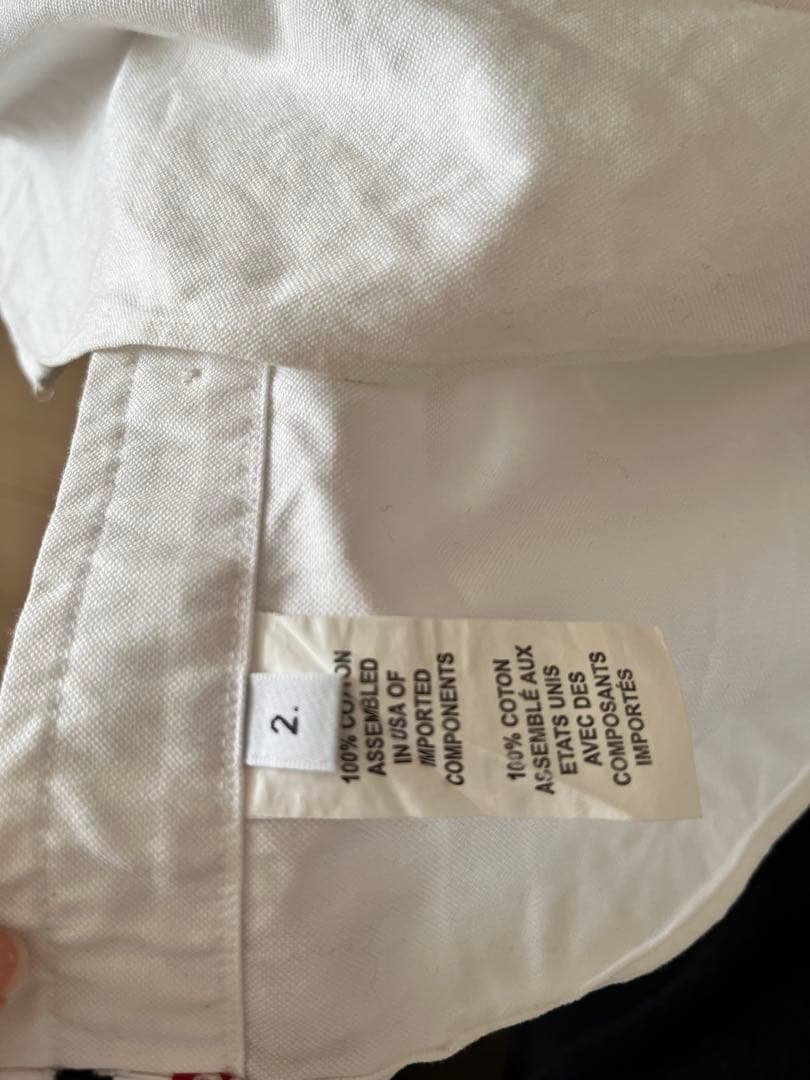 2.
100% COTTON
ASSEMBLED
IN USA OF
IMPORTED
COMPONENTS
100% COTON
ASSEMBLÉ AUX
ETATS UNIS
AVEC DES
COMPOSANTS
IMPORTÉS